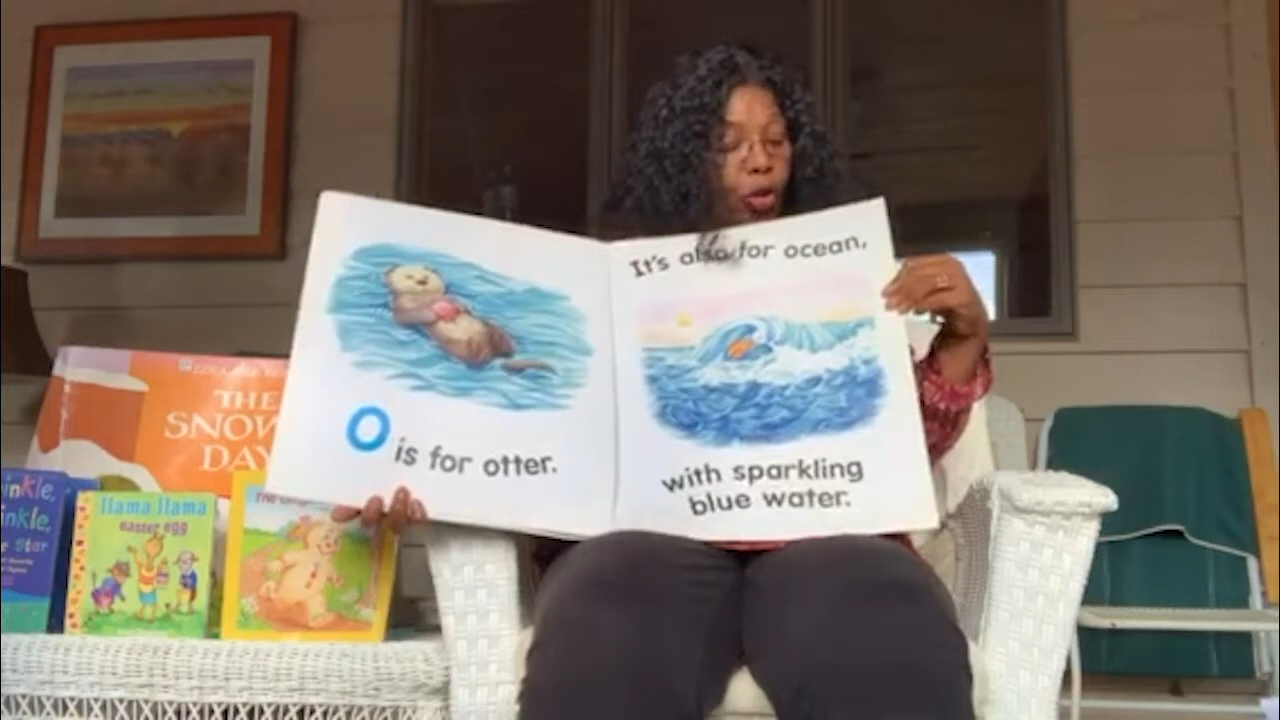 It's also for ocean,
O is for otter.
with sparkling
blue water.
THE
SNOW
DAY
llama llama
easter egg